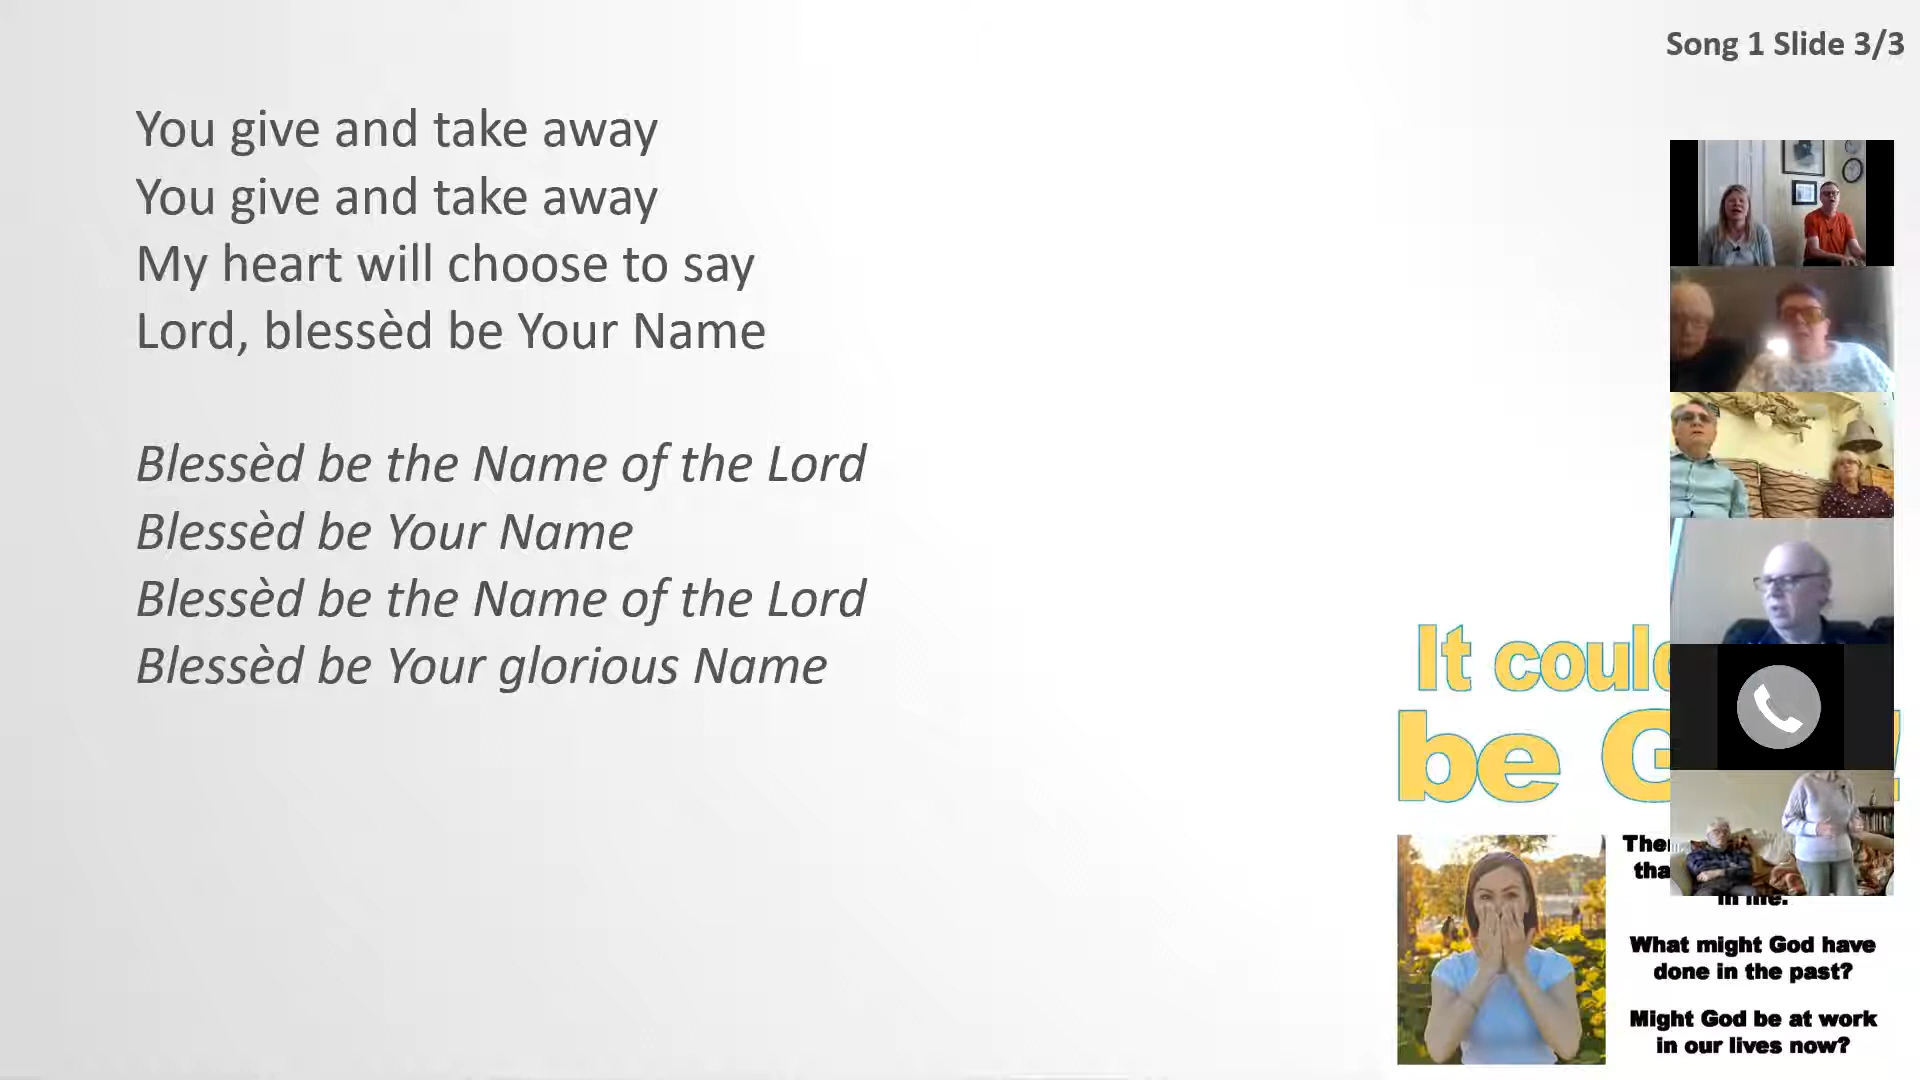 Song 1 Slide 3/3
You give and take away
You give and take away
My heart will choose to say
Lord, blessèd be Your Name
Blessèd be the Name of the Lord
Blessèd be Your Name
Blessèd be the Name of the Lord
Blessèd be Your glorious Name
It could
be G
What might God have
done in the past?
Might God be at work
in our lives now?